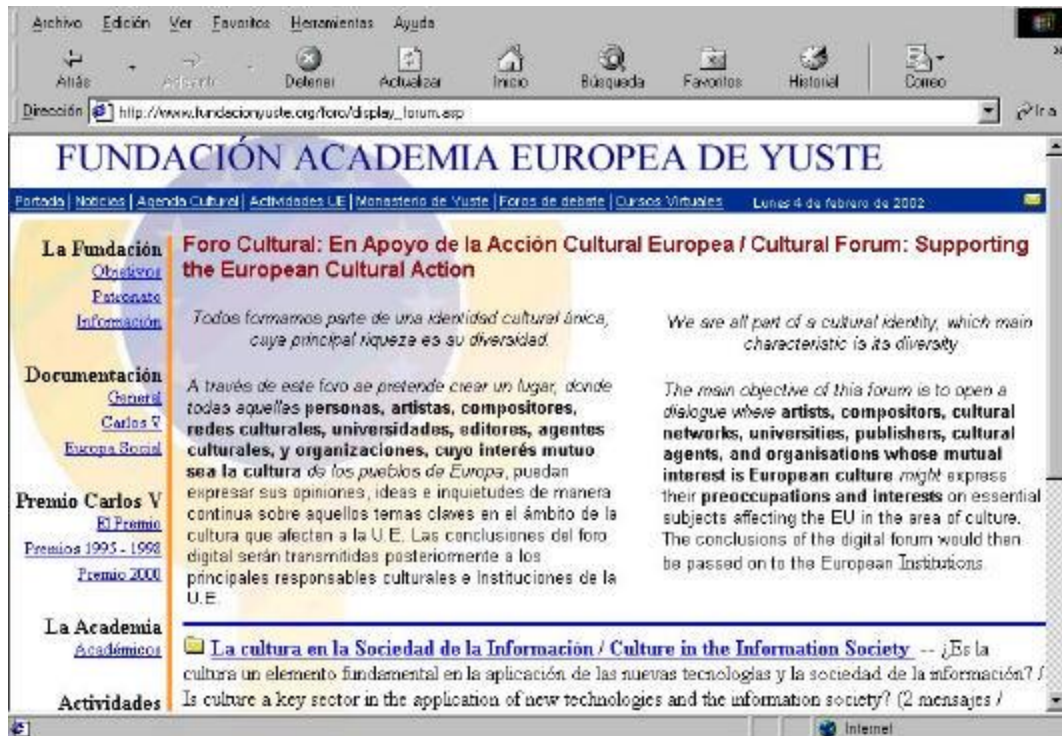 Archivo Edición Ver Favoritos Herramientas Ayuda
Atrás Detener Actualizar Inicio Búsqueda Favoritos Historial Correo
Dirección http://www.fundacionyuste.org/foro/display_forum.asp Ir a
FUNDACIÓN ACADEMIA EUROPEA DE YUSTE
Portada | Noticias | Agenda Cultural | Actividades UE | Monasterio de Yuste | Foros de debate | Cursos Virtuales Lunes 4 de febrero de 2002
La Fundación
Objetivos
Patronato
Información
Documentación
General
Carlos V
Europa Social
Premio Carlos V
El Premio
Premios 1995 - 1998
Premio 2000
La Academia
Académicos
Actividades
Foro Cultural: En Apoyo de la Acción Cultural Europea / Cultural Forum: Supporting
the European Cultural Action
Todos formamos parte de una identidad cultural única,
cuya principal riqueza es su diversidad.
A través de este foro se pretende crear un lugar, donde
todas aquellas personas, artistas, compositores,
redes culturales, universidades, editores, agentes
culturales, y organizaciones, cuyo interés mutuo
sea la cultura de los pueblos de Europa, puedan
expresar sus opiniones, ideas e inquietudes de manera
continua sobre aquellos temas claves en el ámbito de la
cultura que afecten a la U.E. Las conclusiones del foro
digital serán transmitidas posteriormente a los
principales responsables culturales e Instituciones de la
U.E.
We are all part of a cultural identity, which main
characteristic is its diversity
The main objective of this forum is to open a
dialogue where artists, compositors, cultural
networks, universities, publishers, cultural
agents, and organisations whose mutual
interest is European culture might express
their preoccupations and interests on essential
subjects affecting the EU in the area of culture.
The conclusions of the digital forum would then
be passed on to the European Institutions.
La cultura en la Sociedad de la Información / Culture in the Information Society -- ¿Es la
cultura un elemento fundamental en la aplicación de las nuevas tecnologías y la sociedad de la información? /
Is culture a key sector in the application of new technologies and the information society? (2 mensajes /
Internet